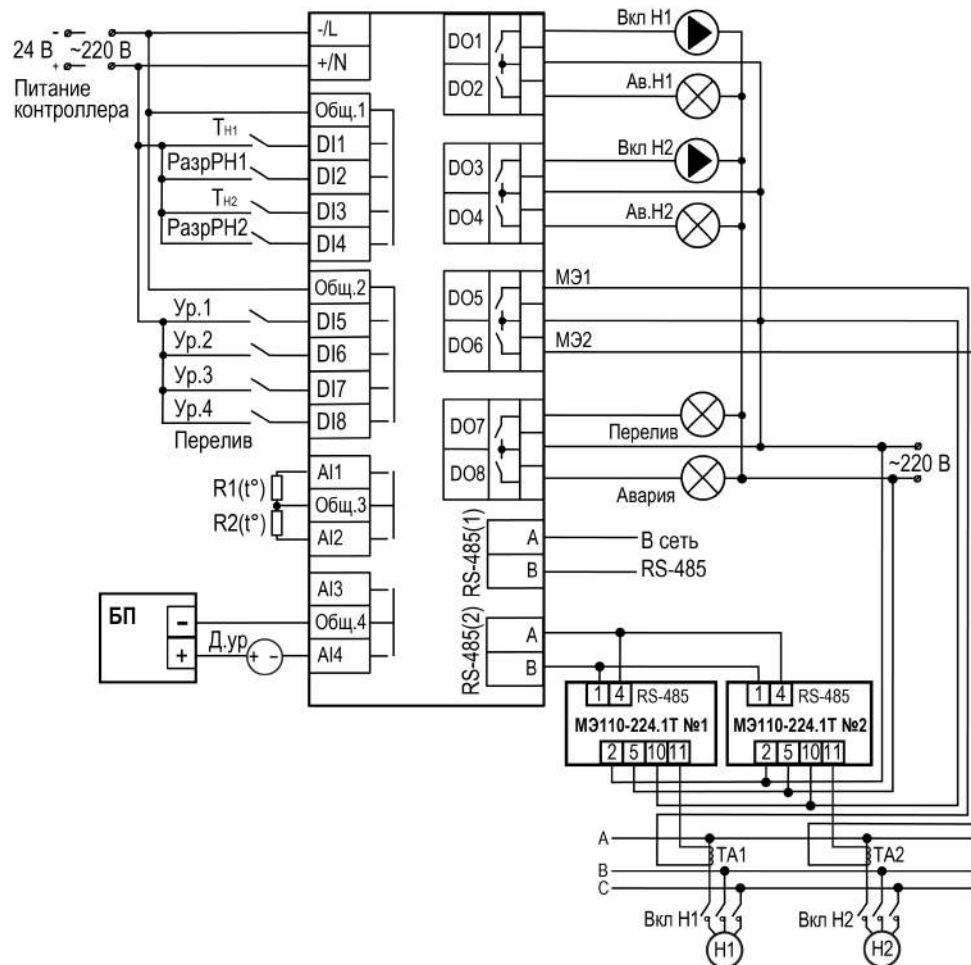 24 В
- ~220 В
+
Питание
контроллера
-/L
+/N
Общ.1
DI1
DI2
DI3
DI4
Tн1
РазрРН1
Tн2
РазрРН2
Общ.2
DI5
DI6
DI7
DI8
Ур.1
Ур.2
Ур.3
Ур.4
Перелив
AI1
Общ.3
AI2
R1(t°)
R2(t°)
AI3
Общ.4
AI4
БП
-
+
Д.ур
+ -
DO1
DO2
DO3
DO4
DO5
DO6
DO7
DO8
Вкл Н1
Ав.Н1
Вкл Н2
Ав.Н2
МЭ1
МЭ2
Перелив
Авария
~220 В
RS-485(1)
A
B
В сеть
RS-485
RS-485(2)
A
B
1 4 RS-485
МЭ110-224.1Т №1
2 5 10 11
1 4 RS-485
МЭ110-224.1Т №2
2 5 10 11
A
B
C
TA1
TA2
Вкл Н1
Н1
Вкл Н2
Н2